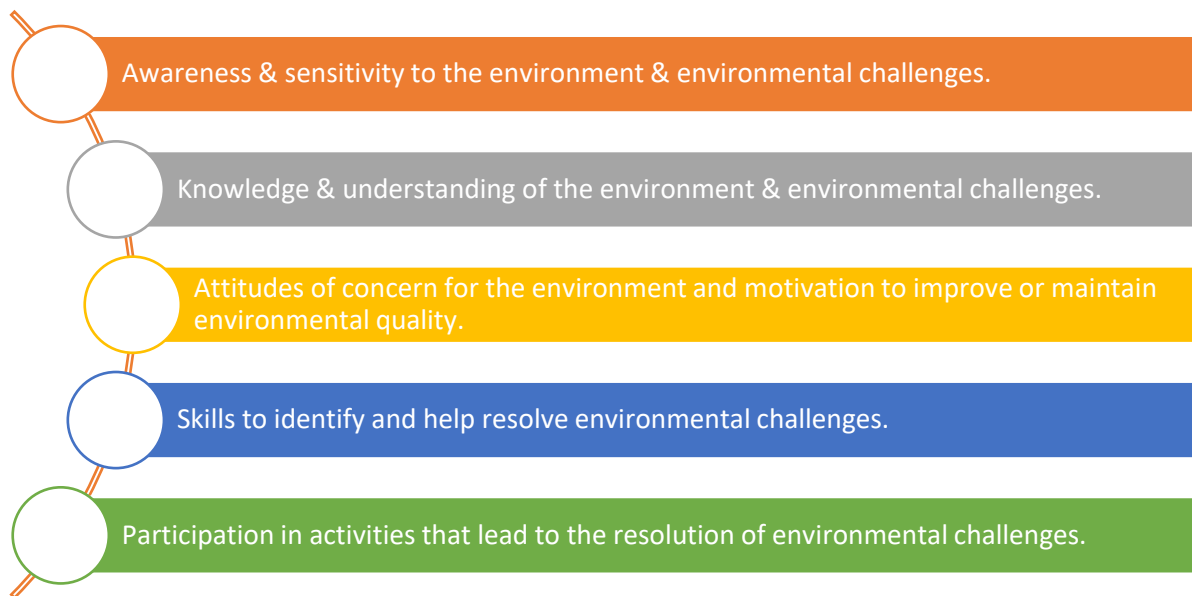 Awareness & sensitivity to the environment & environmental challenges.
Knowledge & understanding of the environment & environmental challenges.
Attitudes of concern for the environment and motivation to improve or maintain
environmental quality.
Skills to identify and help resolve environmental challenges.
Participation in activities that lead to the resolution of environmental challenges.